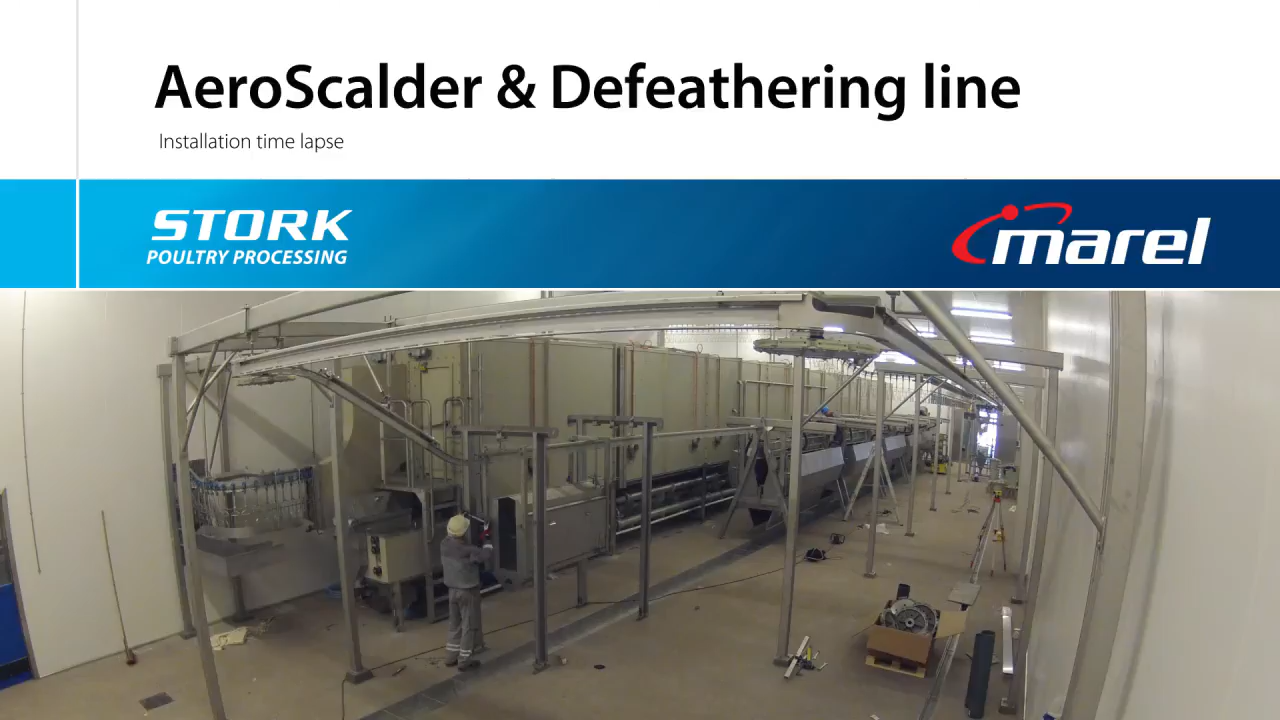 AeroScalder & Defeathering line
Installation time lapse
STORK
POULTRY PROCESSING
marel